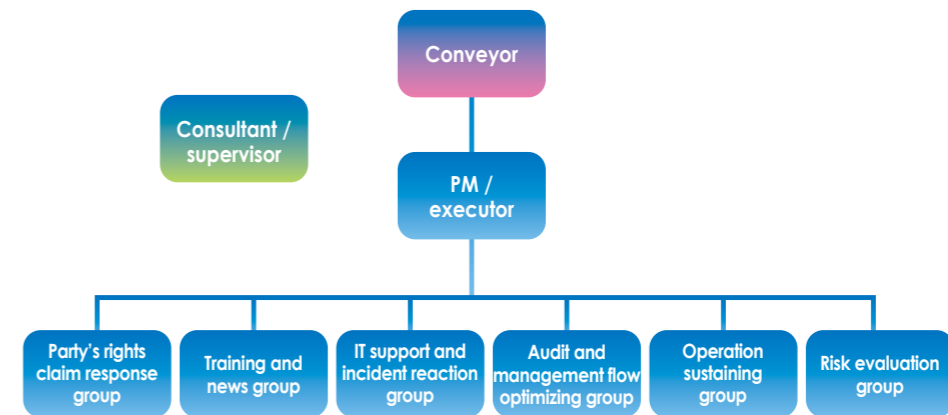 Conveyor
Consultant /
supervisor
PM /
executor
Party's rights
claim response
group
Training and
news group
IT support and
incident reaction
group
Audit and
management flow
optimizing group
Operation
sustaining
group
Risk evaluation
group